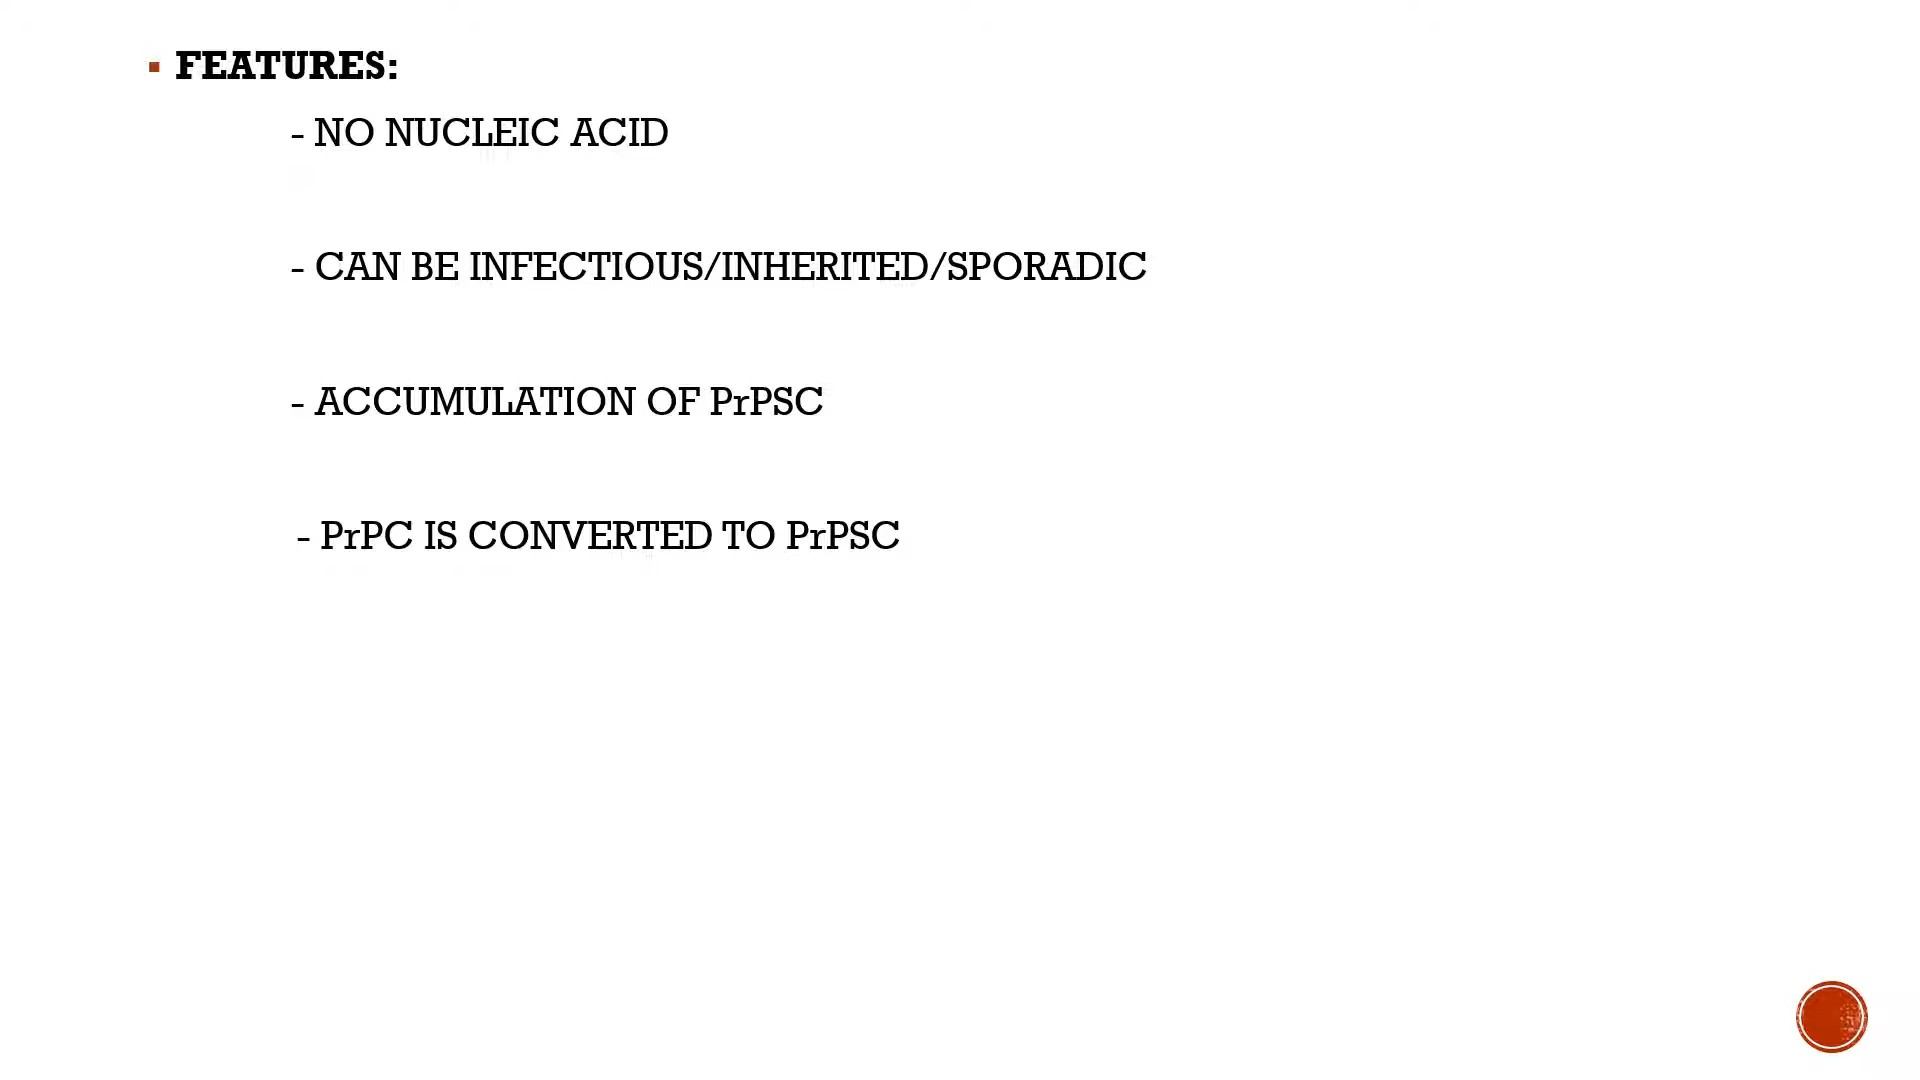 ▪ FEATURES:
- NO NUCLEIC ACID
- CAN BE INFECTIOUS/INHERITED/SPORADIC
- ACCUMULATION OF PrPSC
- PrPC IS CONVERTED TO PrPSC